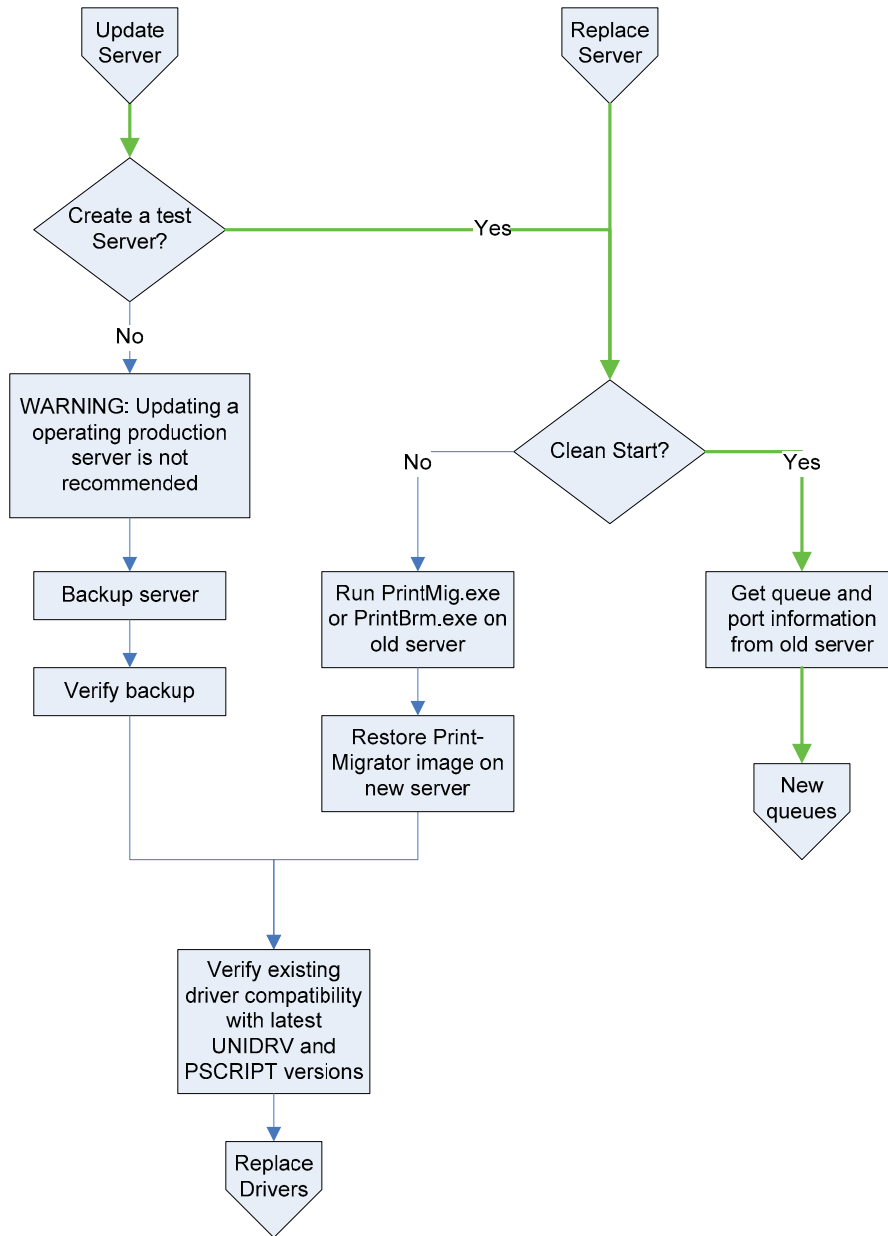 Update
Server
Replace
Server
Create a test
Server?
Yes
No
WARNING: Updating a
operating production
server is not
recommended
Clean Start?
No
Yes
Backup server
Run PrintMig.exe
or PrintBrm.exe on
old server
Get queue and
port information
from old server
Verify backup
Restore Print-
Migrator image on
new server
New
queues
Verify existing
driver compatibility
with latest
UNIDRV and
PSCRIPT versions
Replace
Drivers